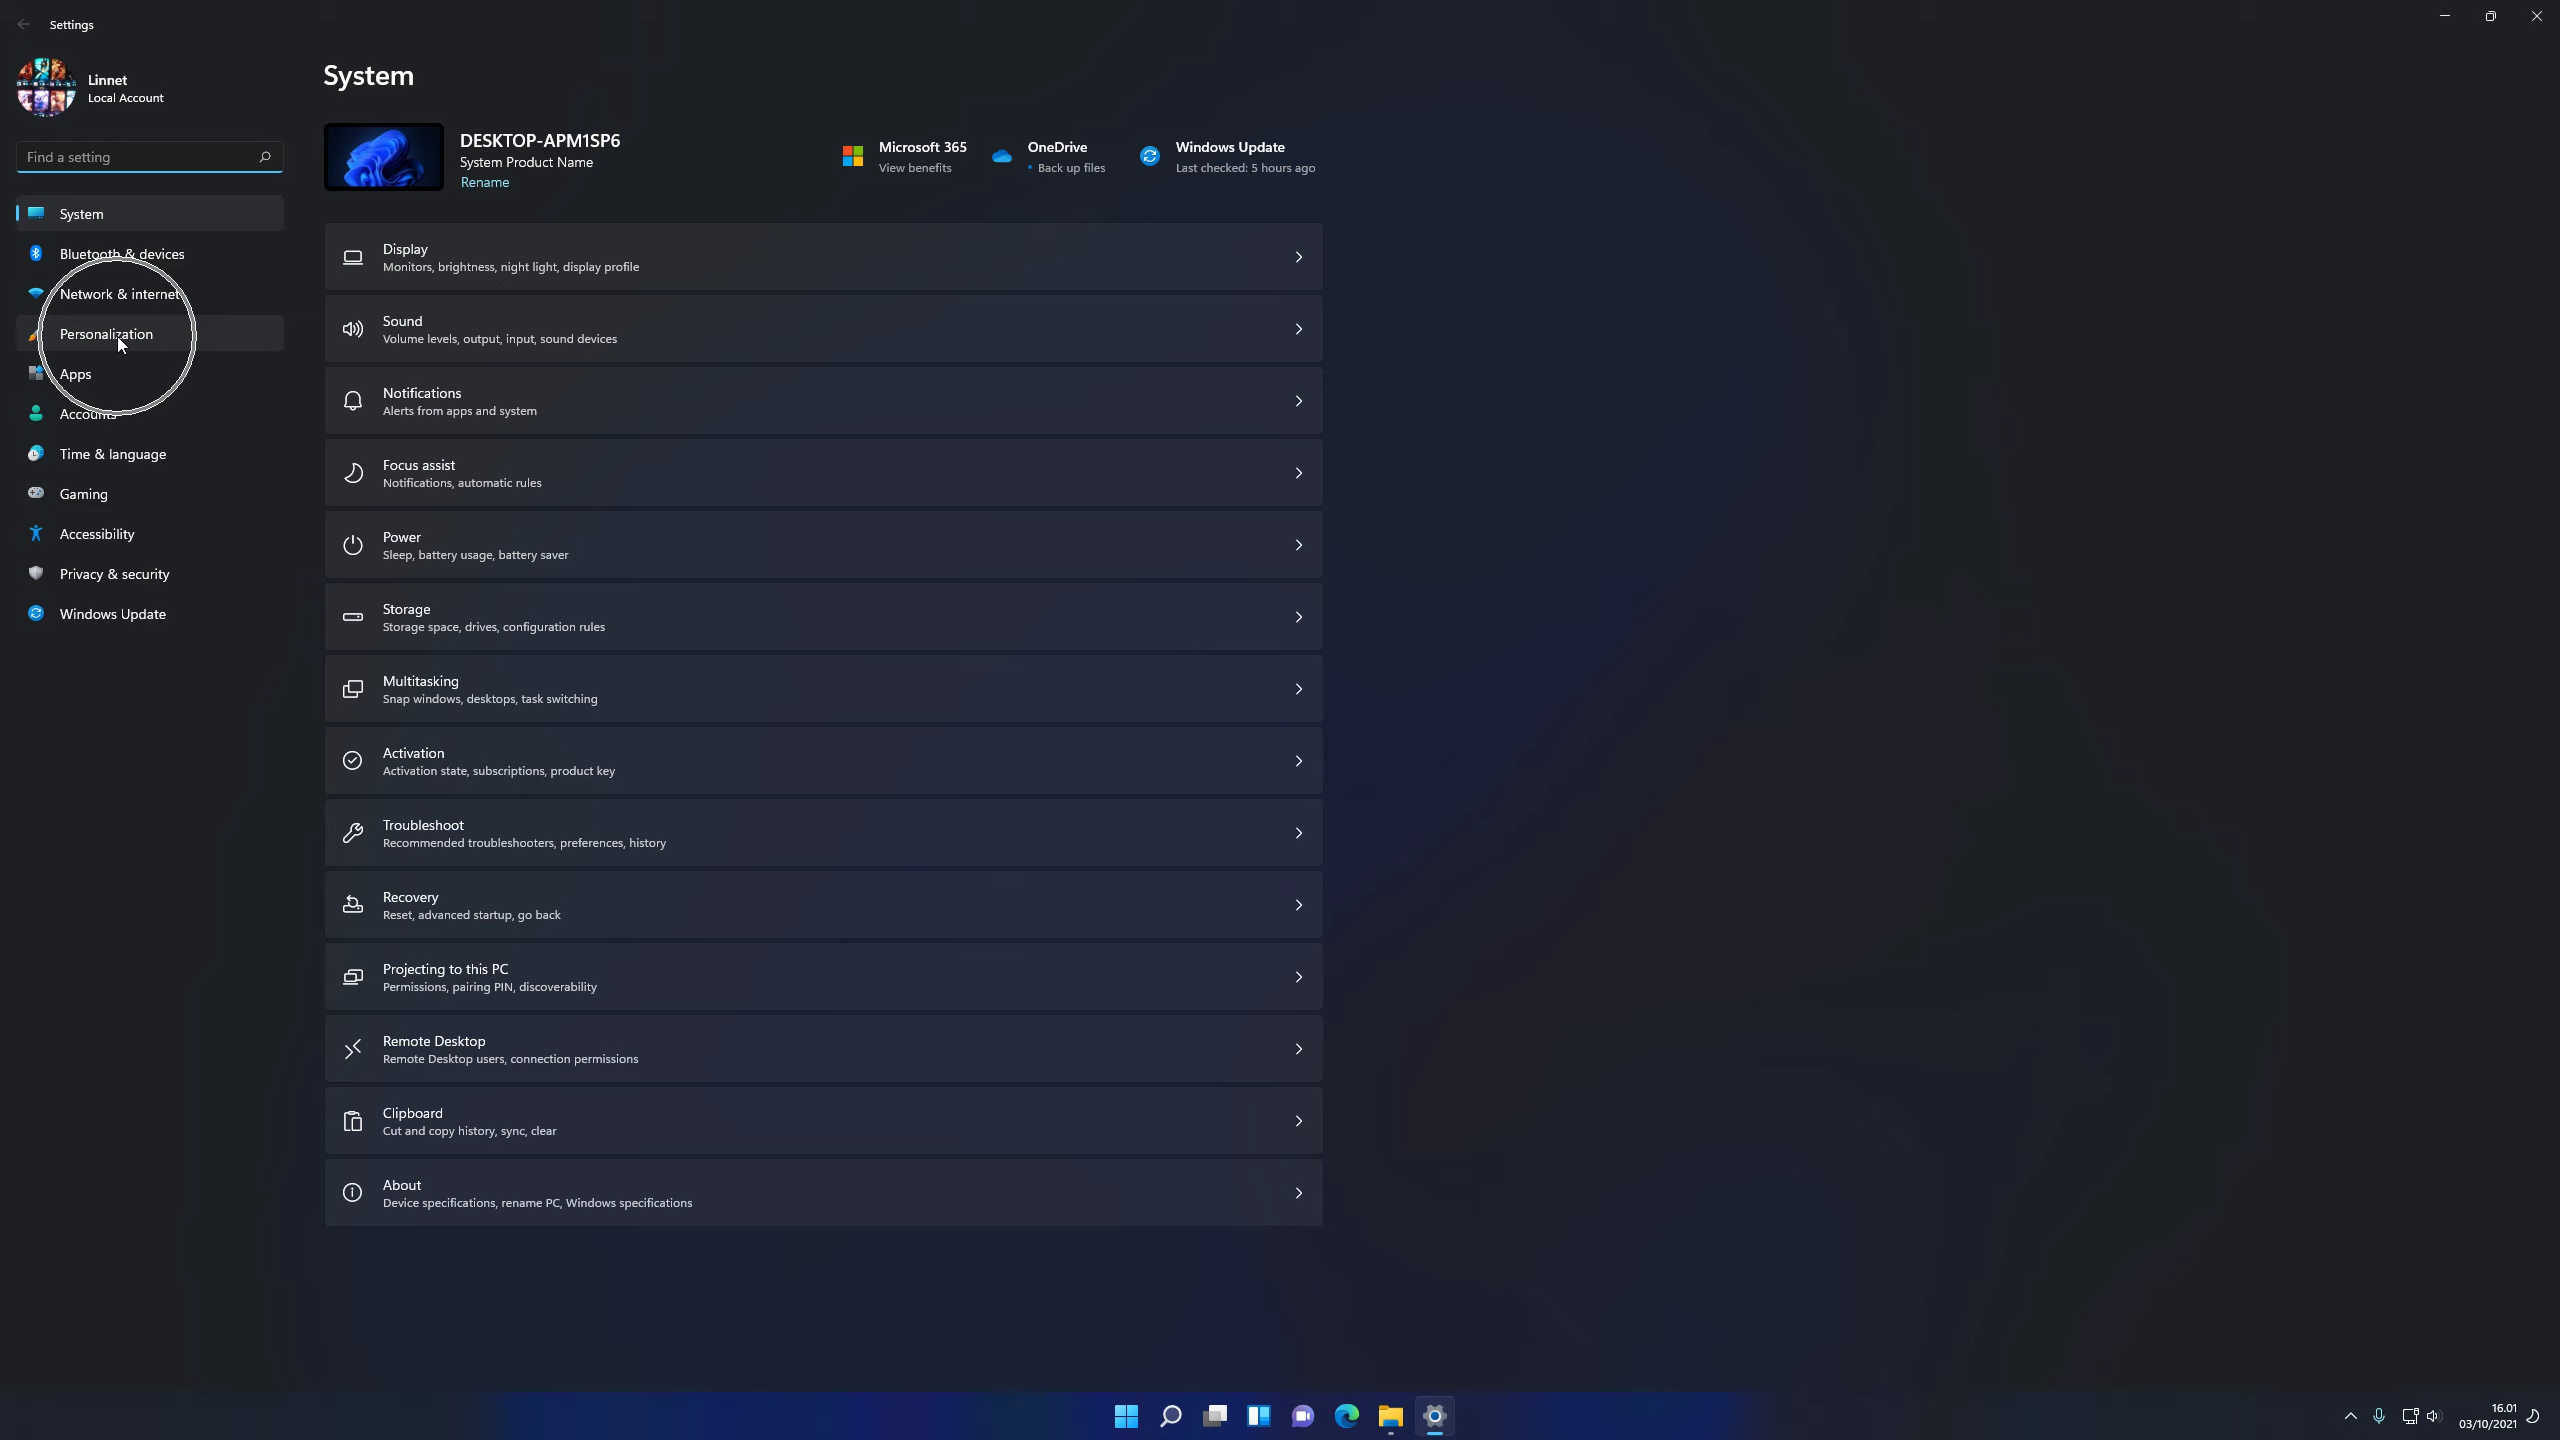 Settings
Linnet
Local Account
Find a setting
System
Bluetooth & devices
Network & internet
Personalization
Apps
Accounts
Time & language
Gaming
Accessibility
Privacy & security
Windows Update
System
DESKTOP-APM1SP6
System Product Name
Rename
Microsoft 365
View benefits
OneDrive
• Back up files
Windows Update
Last checked: 5 hours ago
Display
Monitors, brightness, night light, display profile
Sound
Volume levels, output, input, sound devices
Notifications
Alerts from apps and system
Focus assist
Notifications, automatic rules
Power
Sleep, battery usage, battery saver
Storage
Storage space, drives, configuration rules
Multitasking
Snap windows, desktops, task switching
Activation
Activation state, subscriptions, product key
Troubleshoot
Recommended troubleshooters, preferences, history
Recovery
Reset, advanced startup, go back
Projecting to this PC
Permissions, pairing PIN, discoverability
Remote Desktop
Remote Desktop users, connection permissions
Clipboard
Cut and copy history, sync, clear
About
Device specifications, rename PC, Windows specifications
16.01
03/10/2021